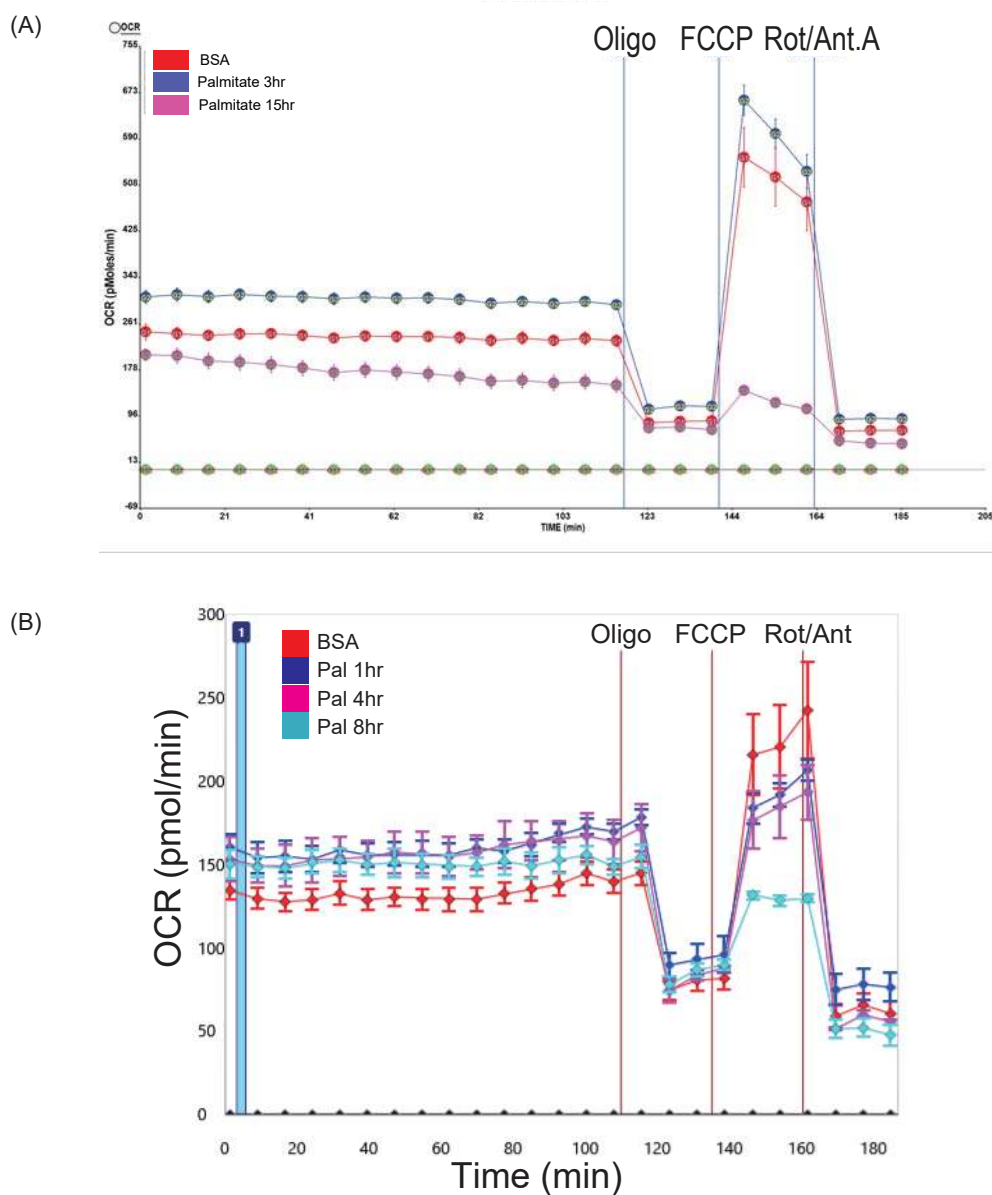 (A)
OCR
Oligo FCCP Rot/Ant.A
BSA
Palmitate 3hr
Palmitate 15hr
755
673
590
508
425
343
261
178
96
13
-69
OCR (pMoles/min)
0 21 41 62 82 103 123 144 164 185 205
TIME (min)
(B)
1
Oligo FCCP Rot/Ant
BSA
Pal 1hr
Pal 4hr
Pal 8hr
300
250
200
150
100
50
0
OCR (pmol/min)
0 20 40 60 80 100 120 140 160 180
Time (min)